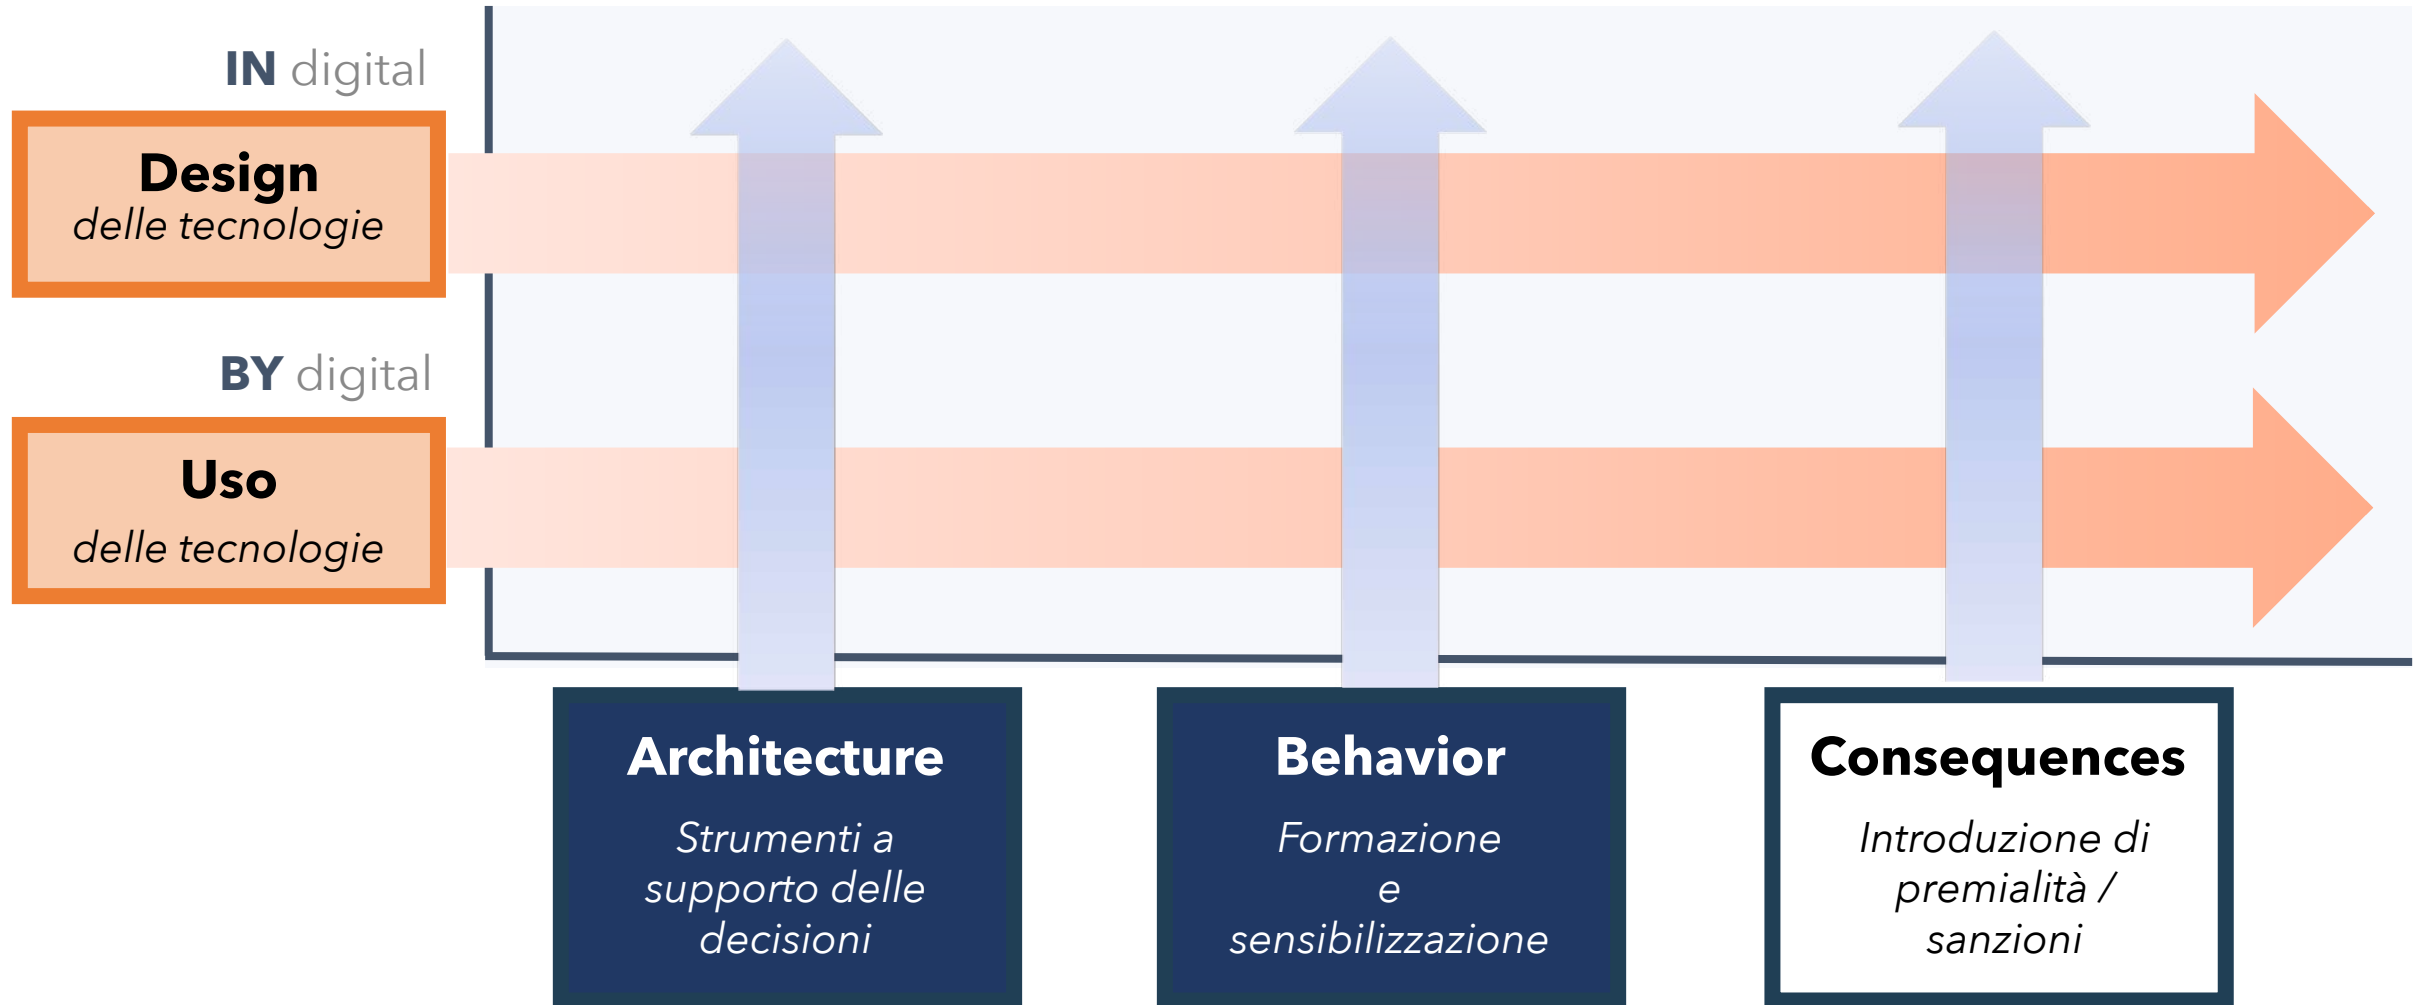 IN digital
Design
delle tecnologie
BY digital
Uso
delle tecnologie
Architecture
Strumenti a
supporto delle
decisioni
Behavior
Formazione
e
sensibilizzazione
Consequences
Introduzione di
premialità /
sanzioni